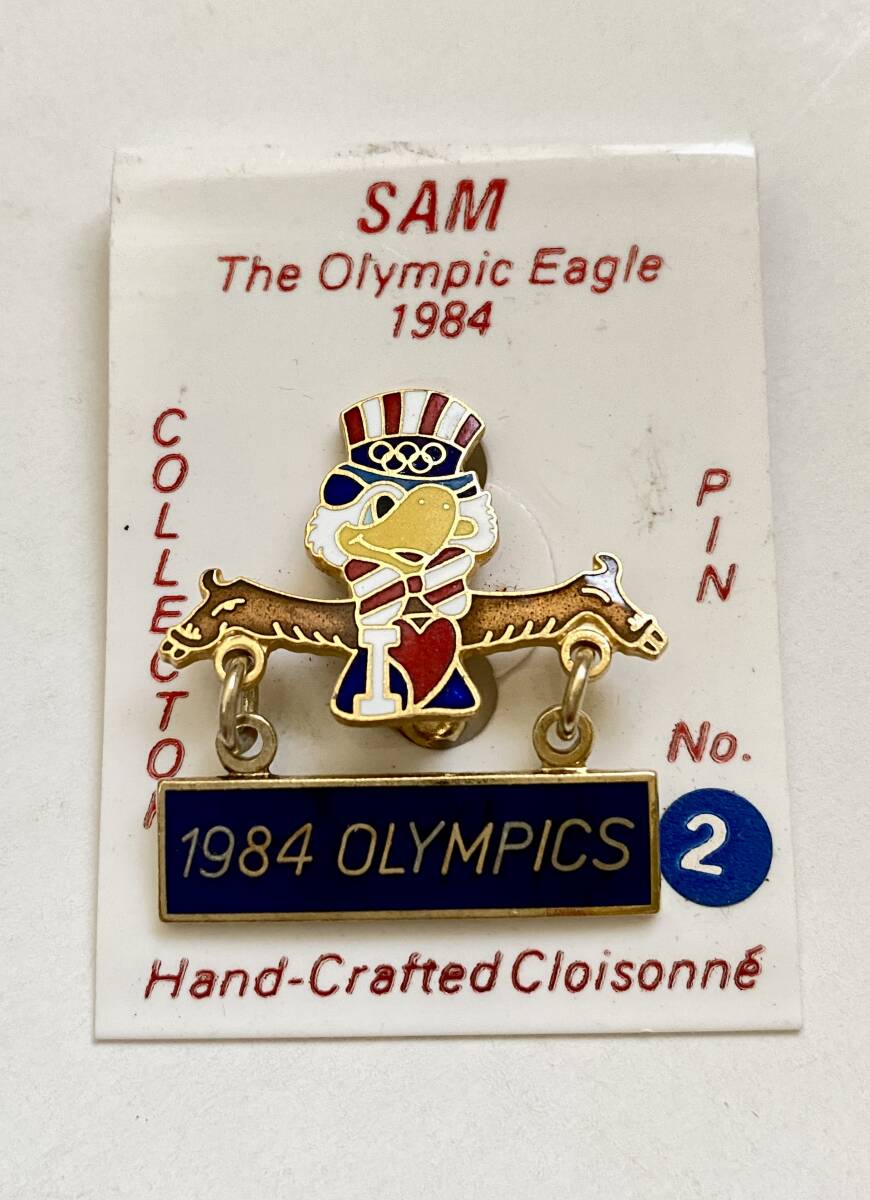 SAM
The Olympic Eagle
1984
COLLECTOR
PIN
No.
2
I
1984 OLYMPICS
Hand-Crafted Cloisonné